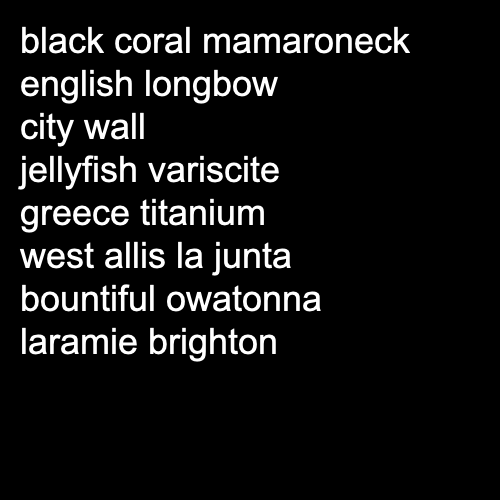 black coral mamaroneck
english longbow
city wall
jellyfish variscite
greece titanium
west allis la junta
bountiful owatonna
laramie brighton